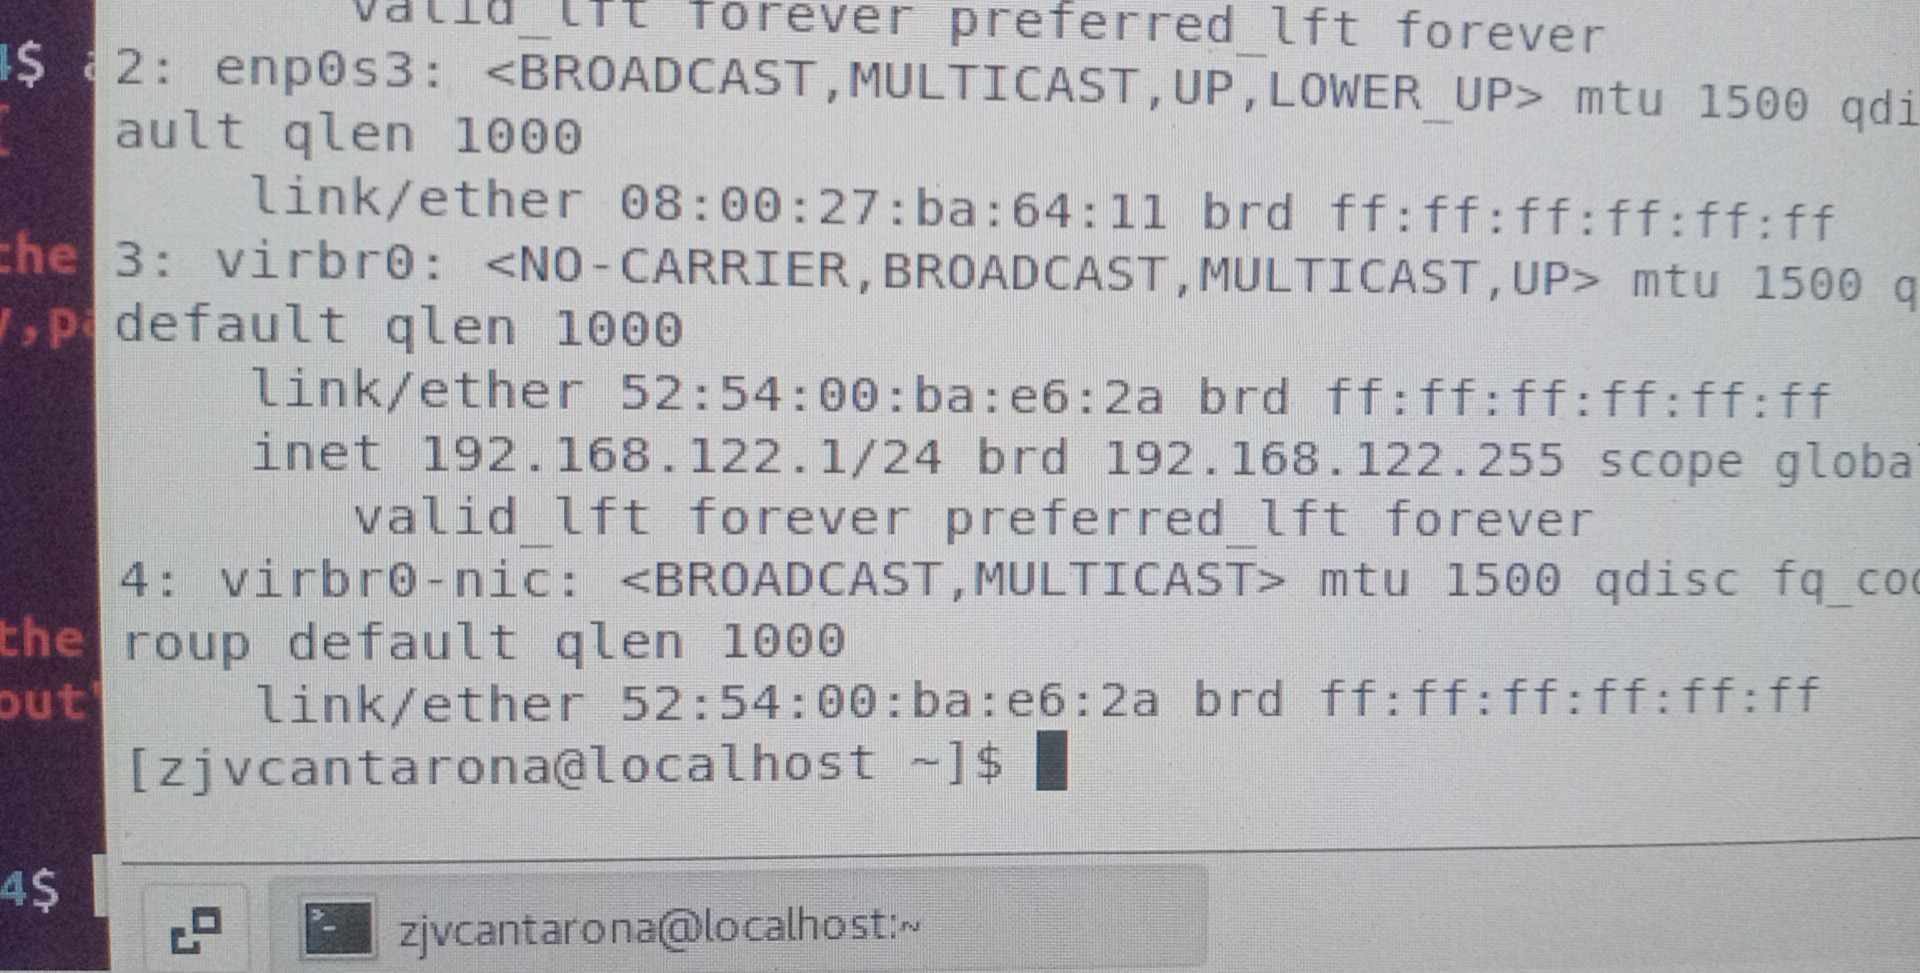 valid_lft forever preferred_lft forever
2: enp0s3: <BROADCAST,MULTICAST,UP,LOWER_UP> mtu 1500 qdi
ault qlen 1000
link/ether 08:00:27:ba:64:11 brd ff:ff:ff:ff:ff:ff
3: virbr0: <NO-CARRIER,BROADCAST,MULTICAST,UP> mtu 1500 q
default qlen 1000
link/ether 52:54:00:ba:e6:2a brd ff:ff:ff:ff:ff:ff
inet 192.168.122.1/24 brd 192.168.122.255 scope global
valid_lft forever preferred_lft forever
4: virbr0-nic: <BROADCAST,MULTICAST> mtu 1500 qdisc fq_co
roup default qlen 1000
link/ether 52:54:00:ba:e6:2a brd ff:ff:ff:ff:ff:ff
[zjvcantarona@localhost ~]$
zjvcantarona@localhost:~
4$
the
the
out
4$